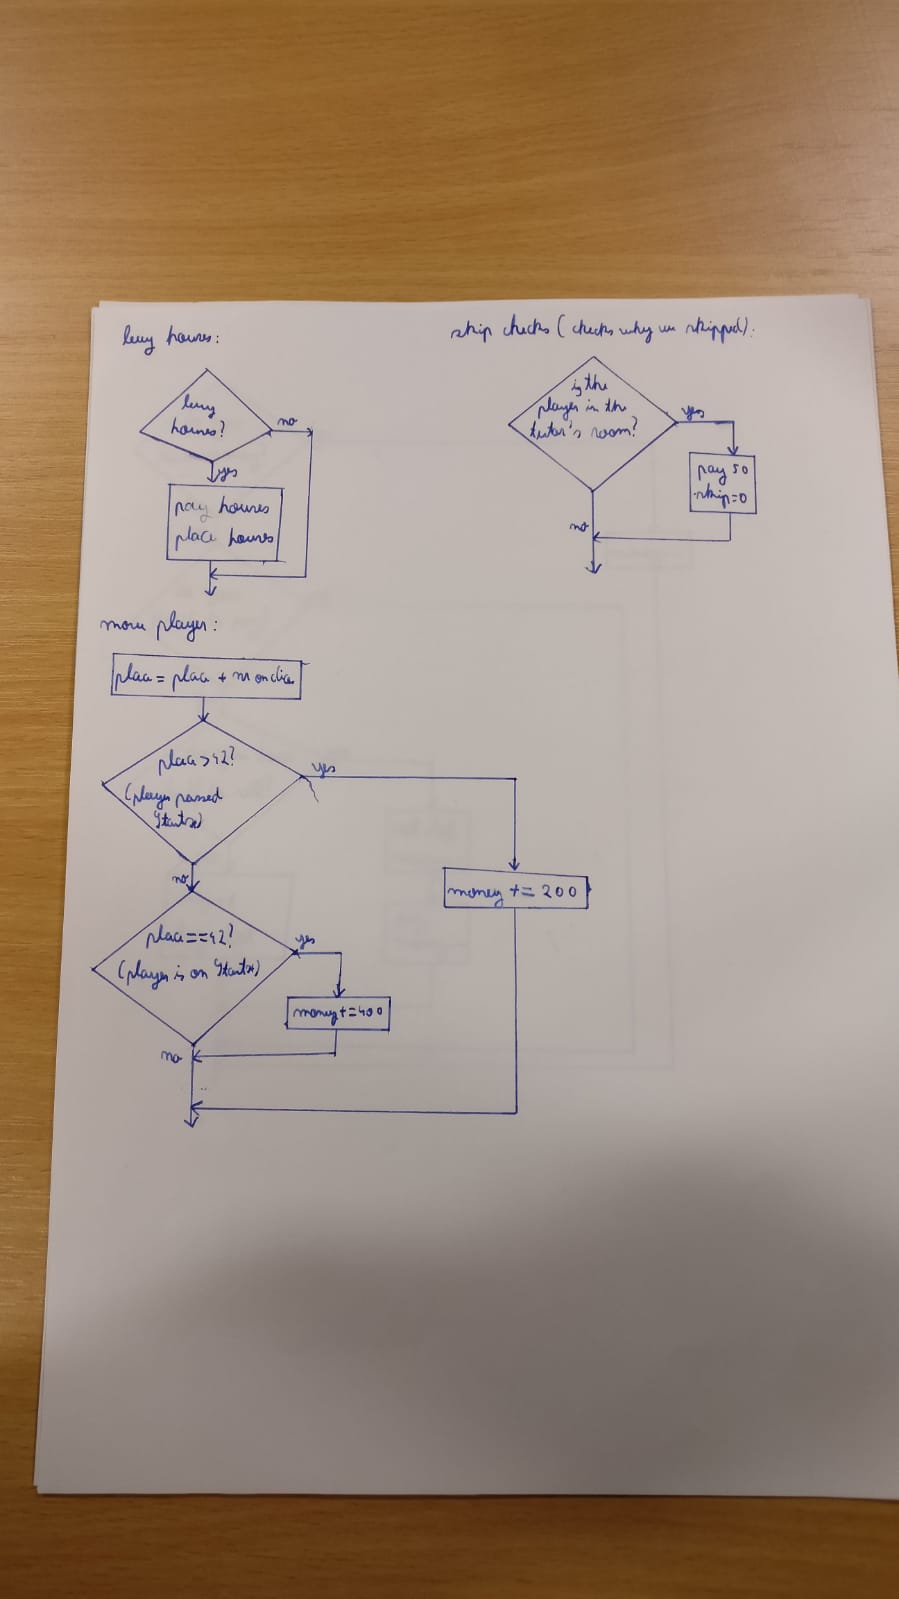 buy houses:
buy
houses?
no
yes
pay houses
place houses
skip checks (checks why we skipped):
is the
player in the
tutor's room?
yes
pay 50
skip=0
no
move player:
place = place + nr on dice
place>42?
(player passed
Start)
yes
no
money += 200
place==42?
(player is on Start)
yes
money+=400
no